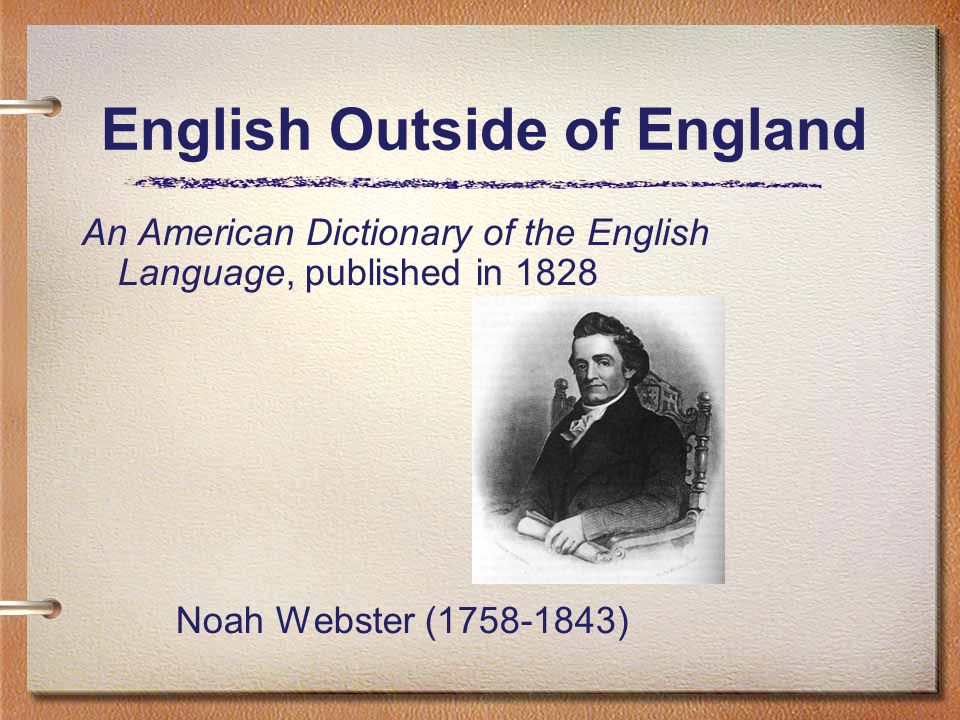 English Outside of England
An American Dictionary of the English
Language, published in 1828
Noah Webster (1758-1843)